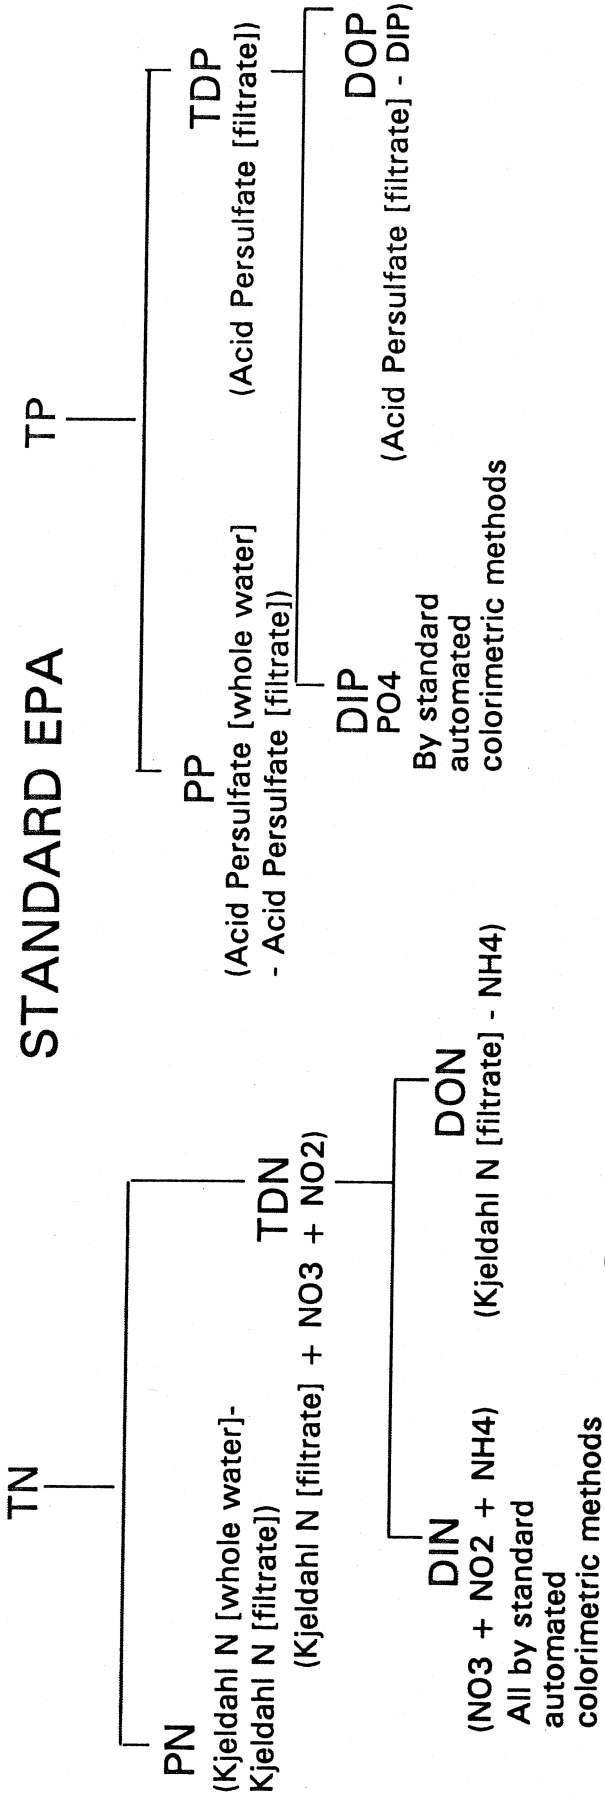 STANDARD EPA
TN
PN
(Kjeldahl N [whole water]-
Kjeldahl N [filtrate])
TDN
(Kjeldahl N [filtrate] + NO3 + NO2)
DIN
(NO3 + NO2 + NH4)
All by standard
automated
colorimetric methods
DON
(Kjeldahl N [filtrate] - NH4)
TP
PP
(Acid Persulfate [whole water]
- Acid Persulfate [filtrate])
TDP
(Acid Persulfate [filtrate])
DIP
PO4
By standard
automated
colorimetric methods
DOP
(Acid Persulfate [filtrate] - DIP)